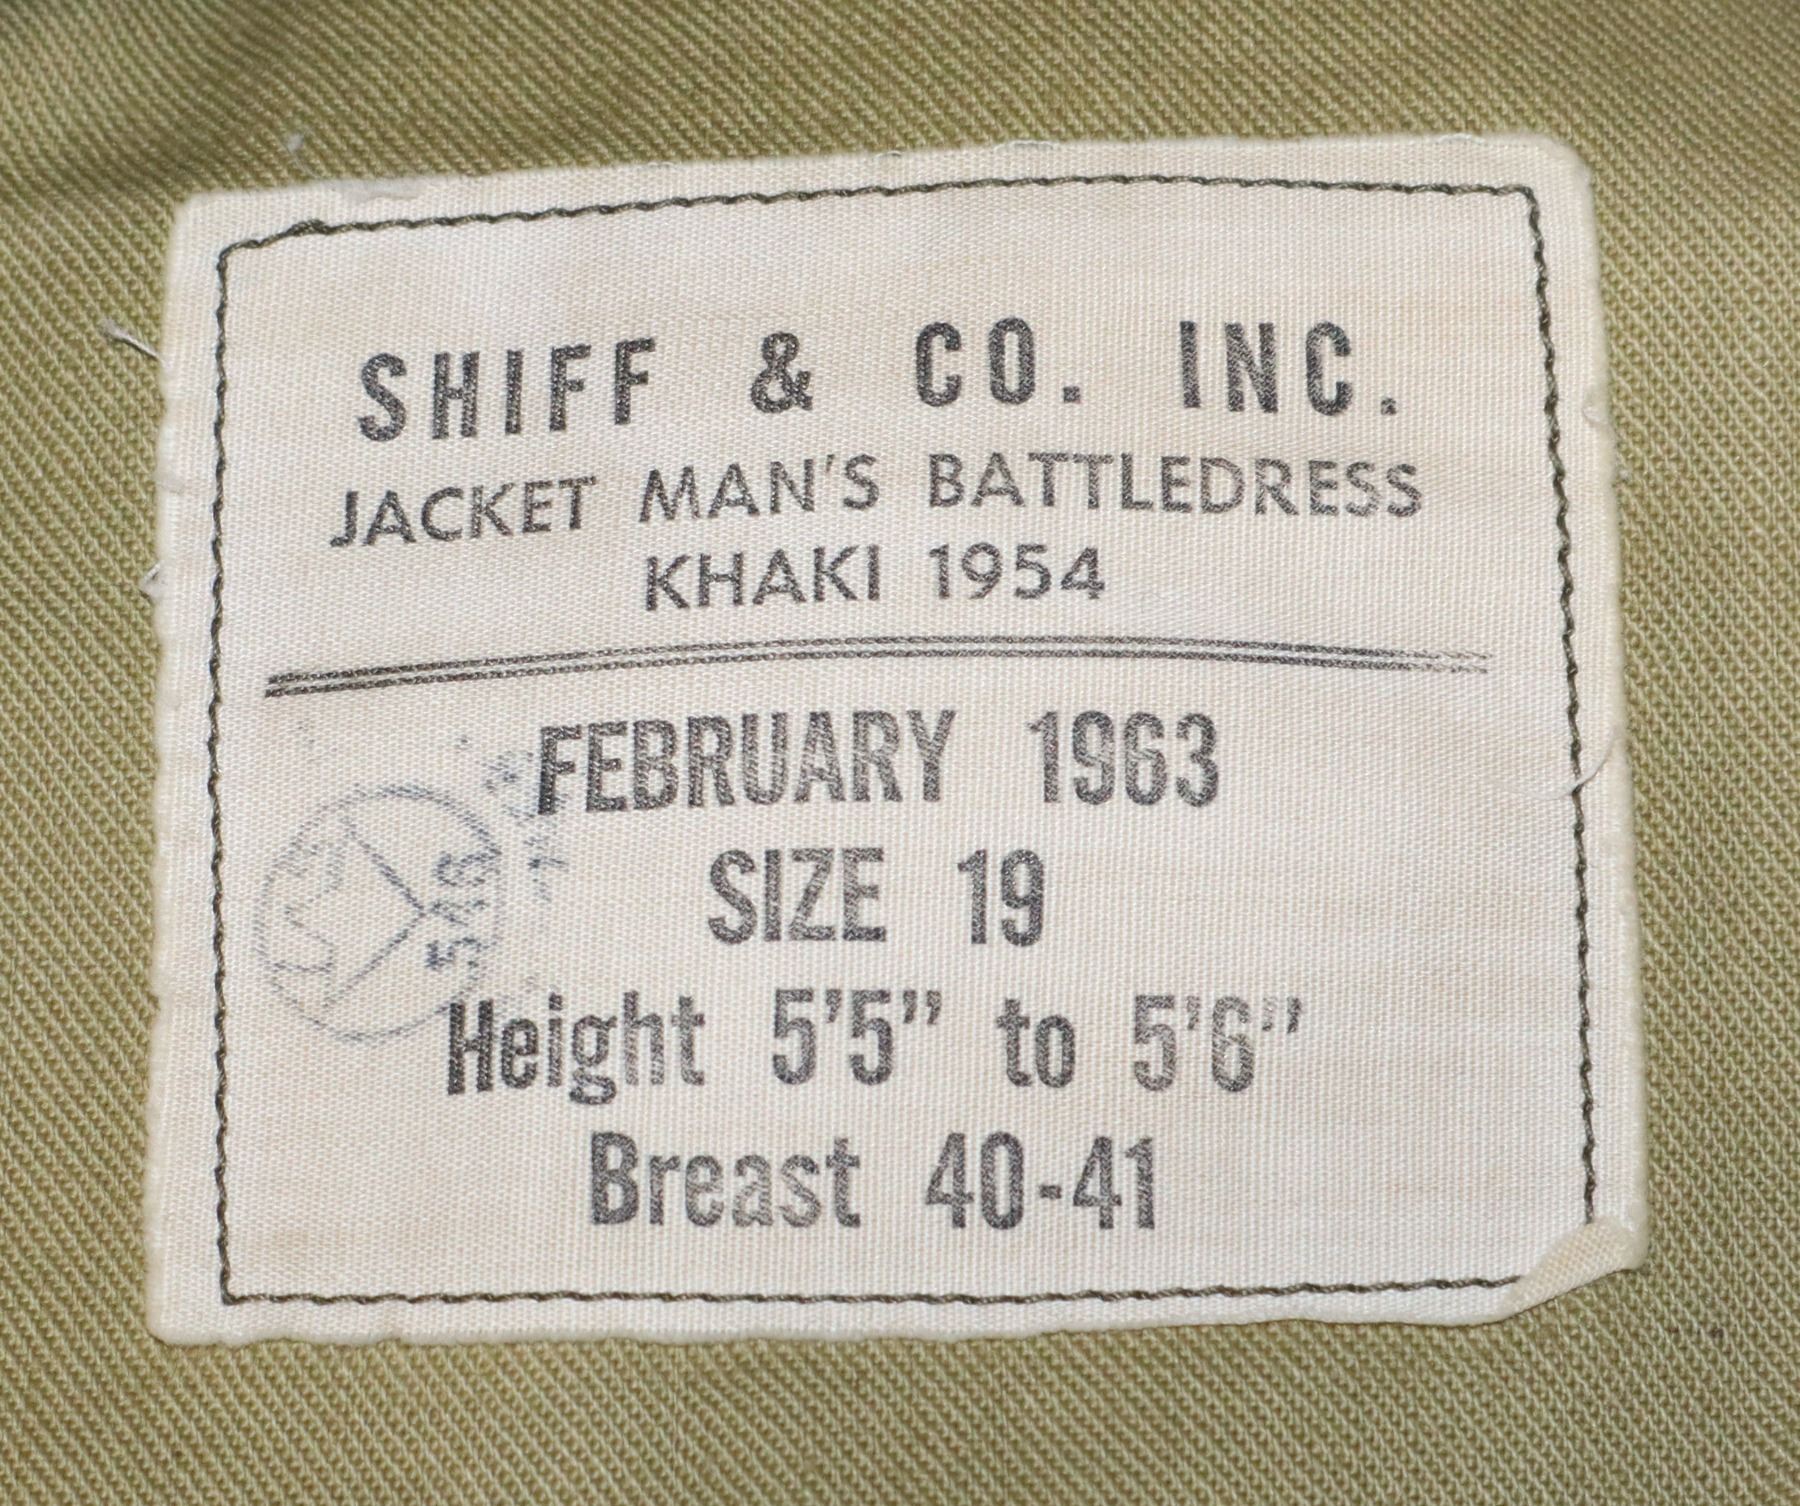 SHIFF & CO. INC.
JACKET MAN'S BATTLEDRESS
KHAKI 1954
FEBRUARY 1963
SIZE 19
Height 5'5" to 5'6"
Breast 40-41